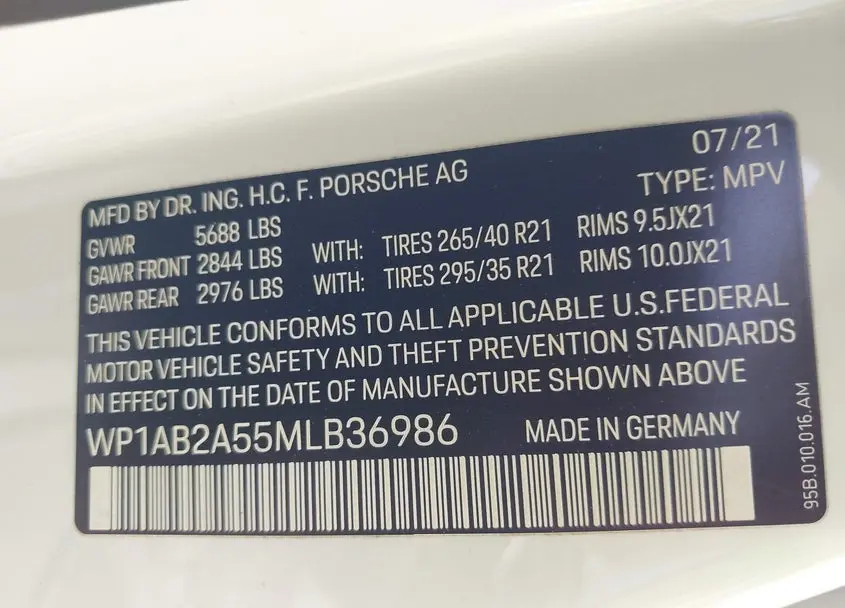 07/21
MFD BY DR. ING. H.C. F. PORSCHE AG TYPE: MPV
GVWR 5688 LBS
GAWR FRONT 2844 LBS WITH: TIRES 265/40 R21 RIMS 9.5JX21
GAWR REAR 2976 LBS WITH: TIRES 295/35 R21 RIMS 10.0JX21
THIS VEHICLE CONFORMS TO ALL APPLICABLE U.S.FEDERAL
MOTOR VEHICLE SAFETY AND THEFT PREVENTION STANDARDS
IN EFFECT ON THE DATE OF MANUFACTURE SHOWN ABOVE
WP1AB2A55MLB36986 MADE IN GERMANY
95B.010.016.AM